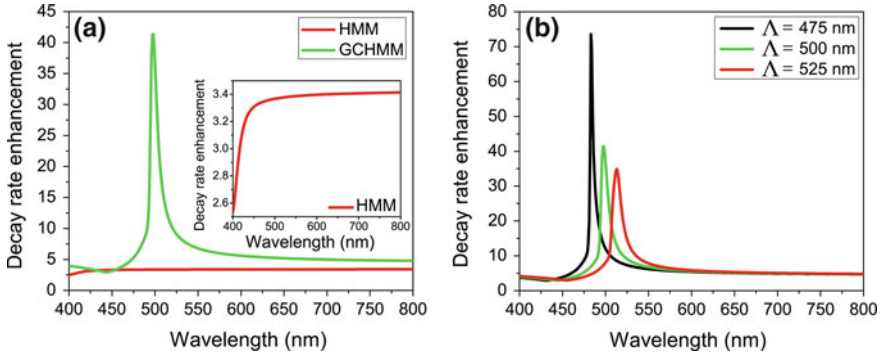 (a)
HMM
GCHMM
Decay rate enhancement
45
40
35
30
25
20
15
10
5
0
400 450 500 550 600 650 700 750 800
Wavelength (nm)
Decay rate enhancement
3.4
3.2
3.0
2.8
2.6
400 500 600 700 800
Wavelength (nm)
HMM
(b)
Λ = 475 nm
Λ = 500 nm
Λ = 525 nm
Decay rate enhancement
80
70
60
50
40
30
20
10
0
400 450 500 550 600 650 700 750 800
Wavelength (nm)